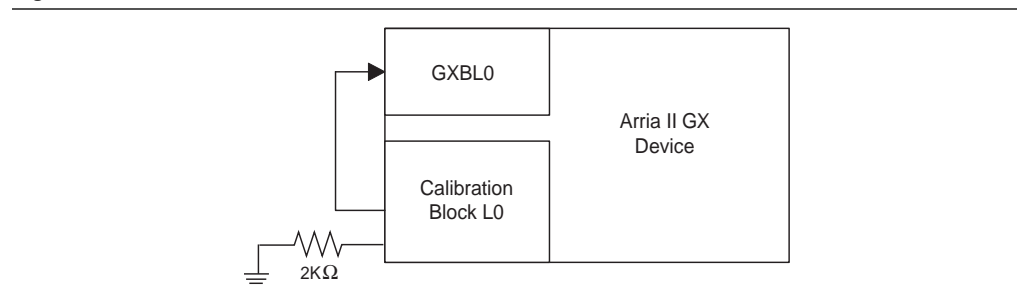 GXBL0
Arria II GX
Device
Calibration
Block L0
2KΩ